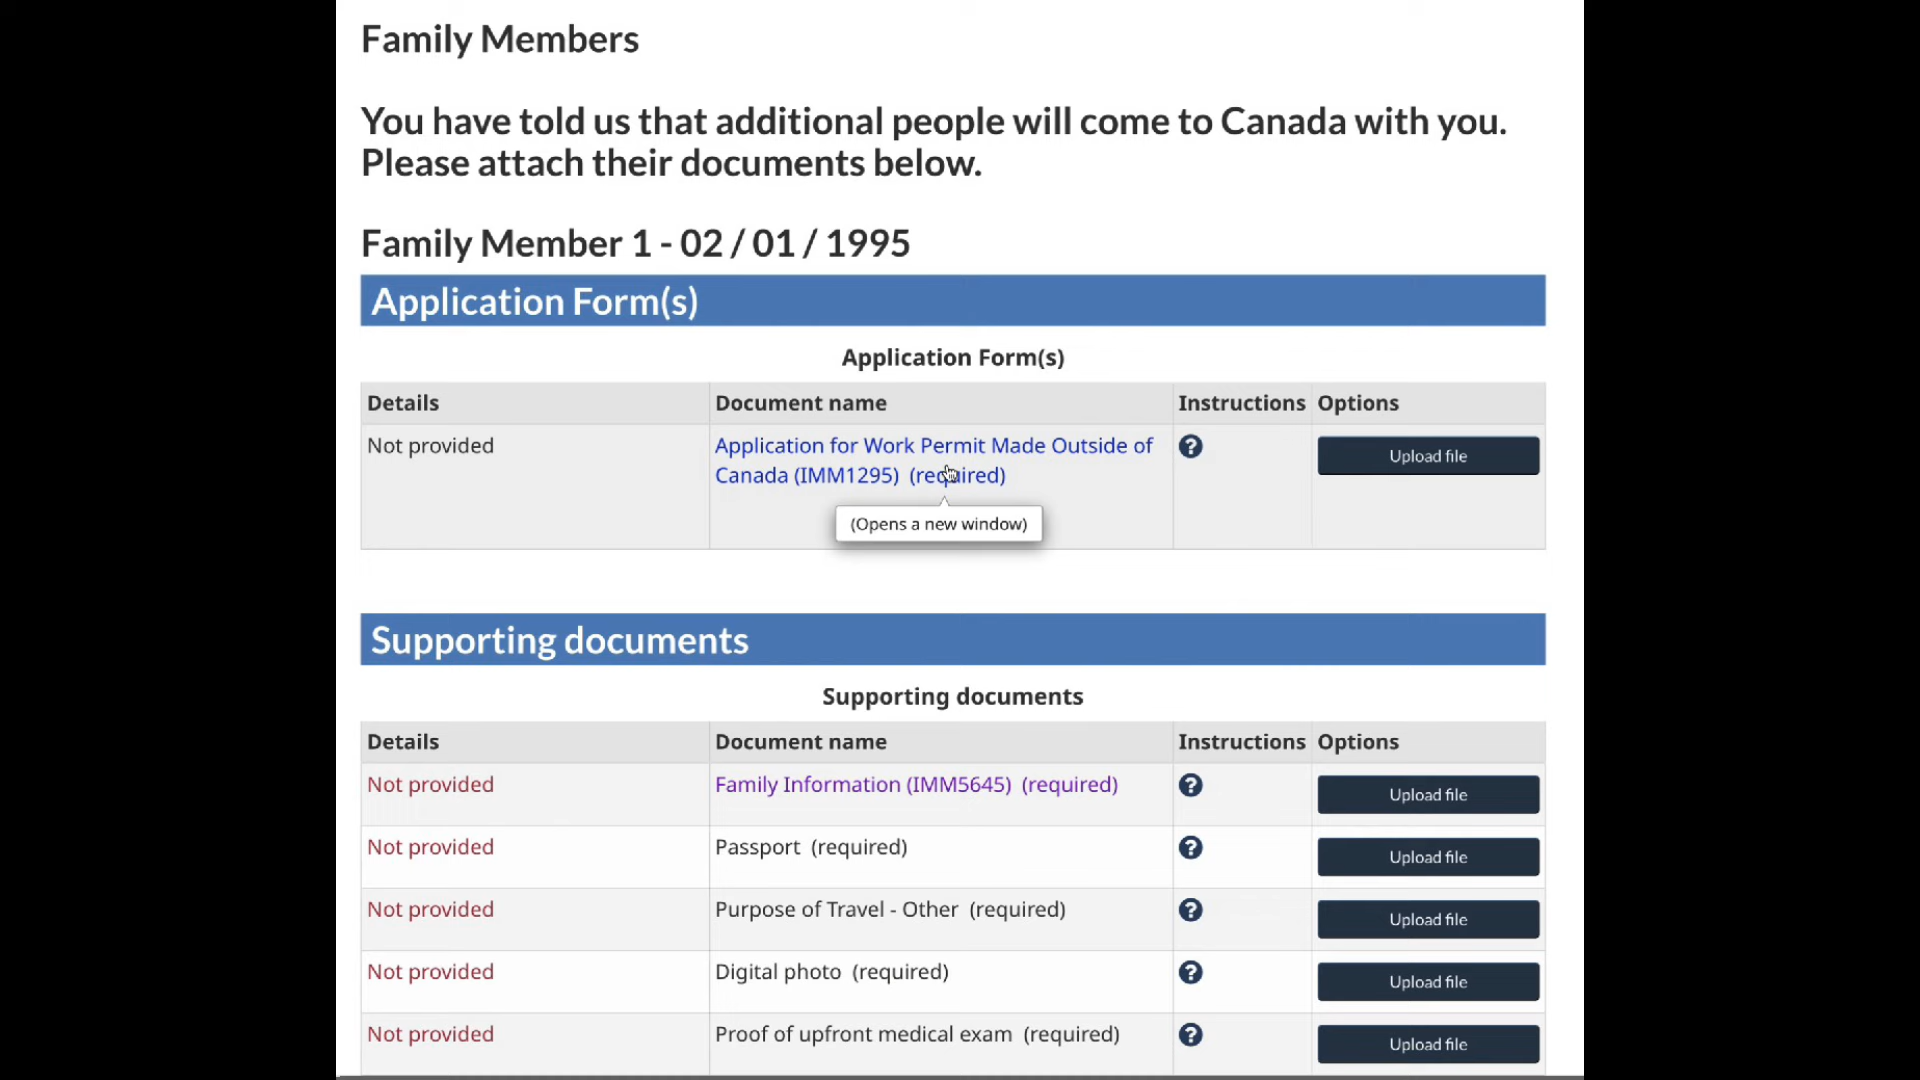 Family Members
You have told us that additional people will come to Canada with you.
Please attach their documents below.
Family Member 1 - 02 / 01 / 1995
Application Form(s)
Application Form(s)
Details Document name Instructions Options
Not provided Application for Work Permit Made Outside of ? Upload file
Canada (IMM1295) (required)
(Opens a new window)
Supporting documents
Supporting documents
Details Document name Instructions Options
Not provided Family Information (IMM5645) (required) ? Upload file
Not provided Passport (required) ? Upload file
Not provided Purpose of Travel - Other (required) ? Upload file
Not provided Digital photo (required) ? Upload file
Not provided Proof of upfront medical exam (required) ? Upload file